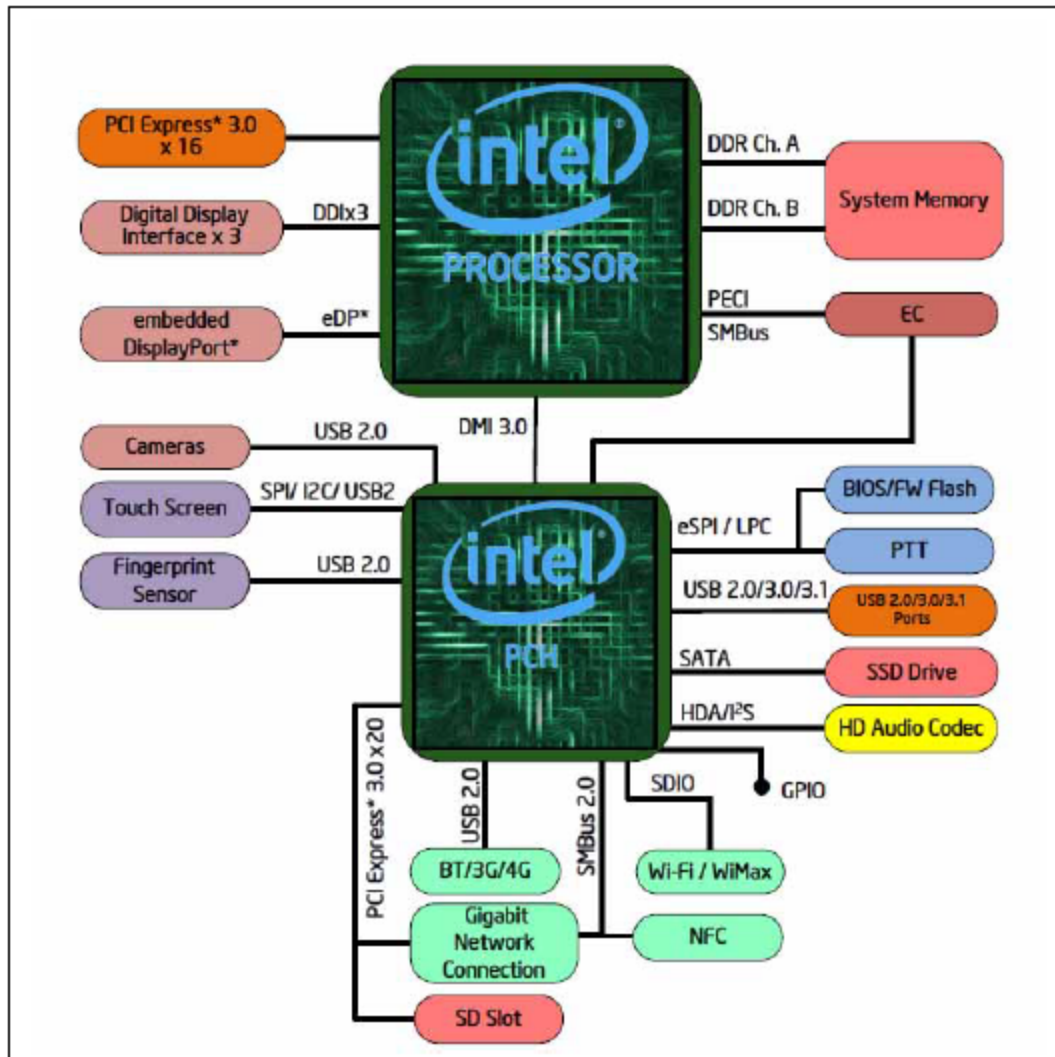 PCI Express* 3.0
x 16
Digital Display
Interface x 3
DDIx3
embedded
DisplayPort*
eDP*
intel®
PROCESSOR
DDR Ch. A
DDR Ch. B
System Memory
PECI
SMBus
EC
DMI 3.0
Cameras
USB 2.0
Touch Screen
SPI/ I2C/ USB2
Fingerprint
Sensor
USB 2.0
intel®
PCH
eSPI / LPC
BIOS/FW Flash
PTT
USB 2.0/3.0/3.1
USB 2.0/3.0/3.1
Ports
SATA
SSD Drive
HDA/I²S
HD Audio Codec
GPIO
SDIO
Wi-Fi / WiMax
SMBus 2.0
NFC
USB 2.0
BT/3G/4G
PCI Express* 3.0 x20
Gigabit
Network
Connection
SD Slot